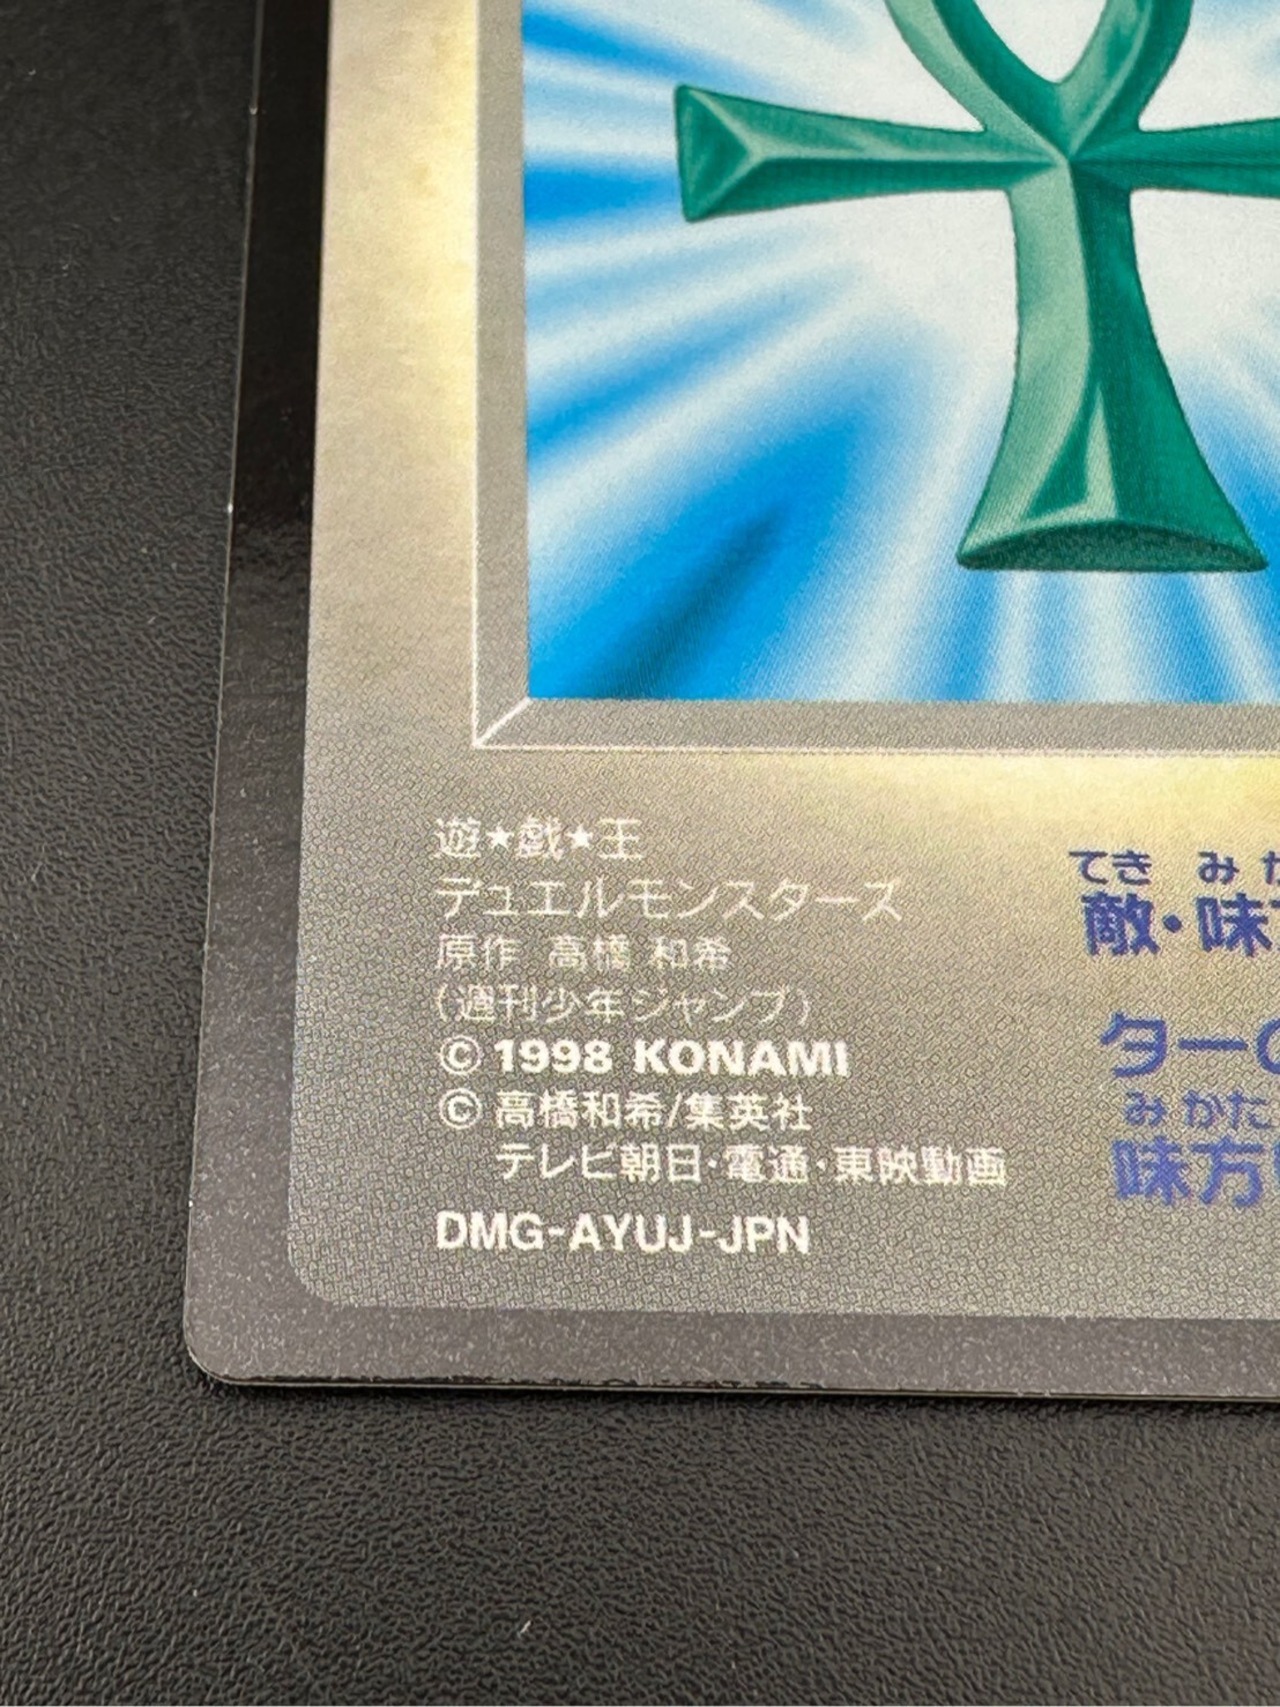 遊★戯★王
デュエルモンスターズ
原作 高橋 和希
(週刊少年ジャンプ)
© 1998 KONAMI
© 高橋和希/集英社
テレビ朝日・電通・東映動画
DMG-AYUJ-JPN
てき み
敵・味
ターの
み かた
味方